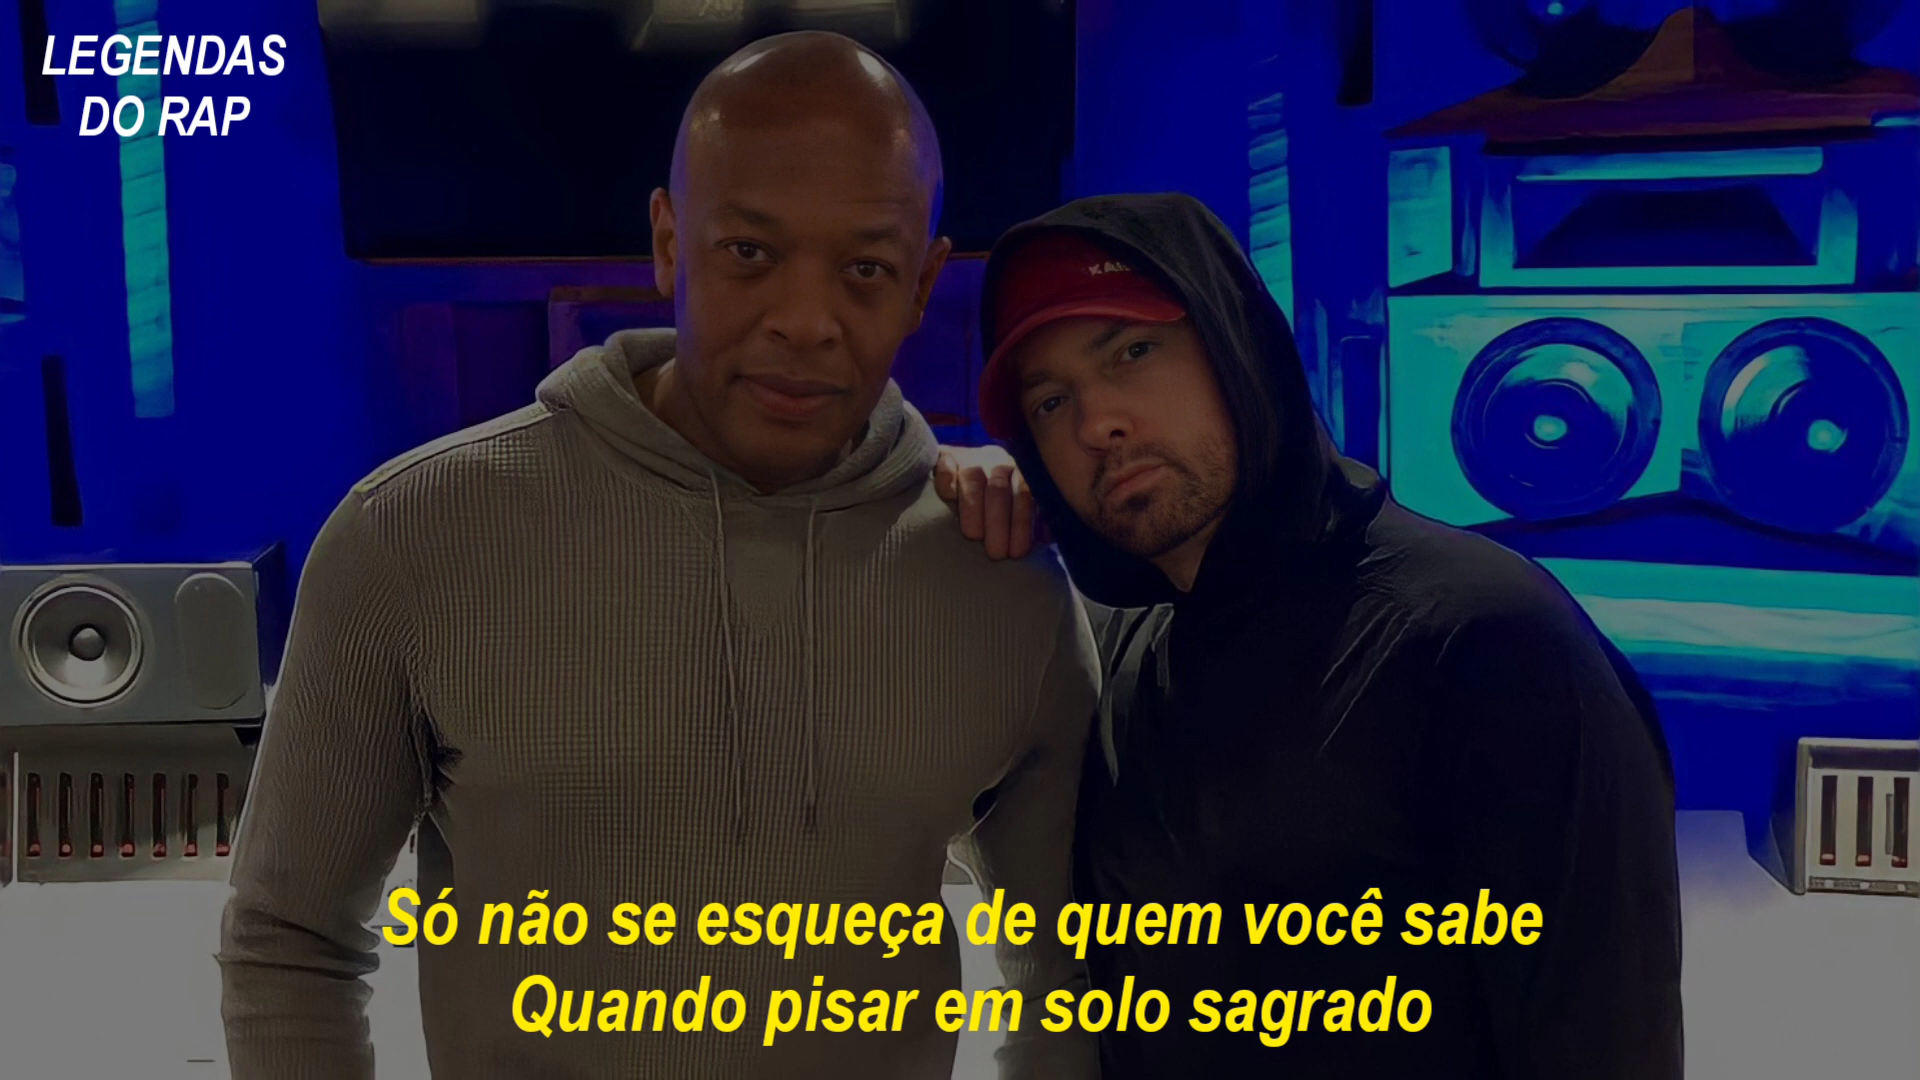 LEGENDAS
DO RAP
Só não se esqueça de quem você sabe
Quando pisar em solo sagrado